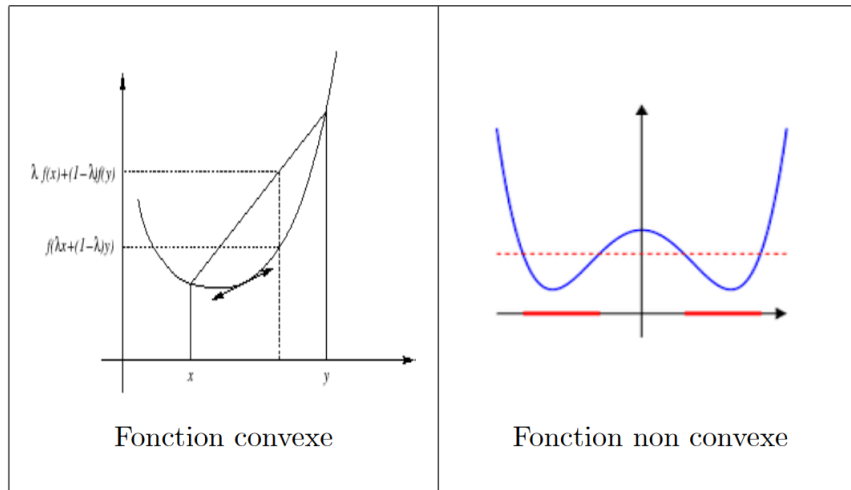 λ f(x)+(1−λ)f(y)
f(λx+(1−λ)y)
x
y
Fonction convexe
Fonction non convexe